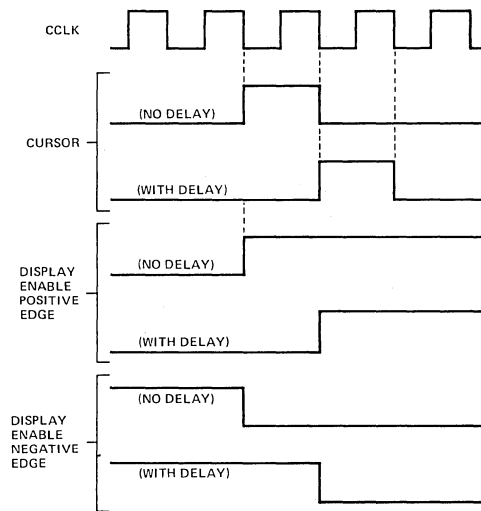 CCLK
CURSOR
(NO DELAY)
(WITH DELAY)
DISPLAY
ENABLE
POSITIVE
EDGE
(NO DELAY)
(WITH DELAY)
DISPLAY
ENABLE
NEGATIVE
EDGE
(NO DELAY)
(WITH DELAY)